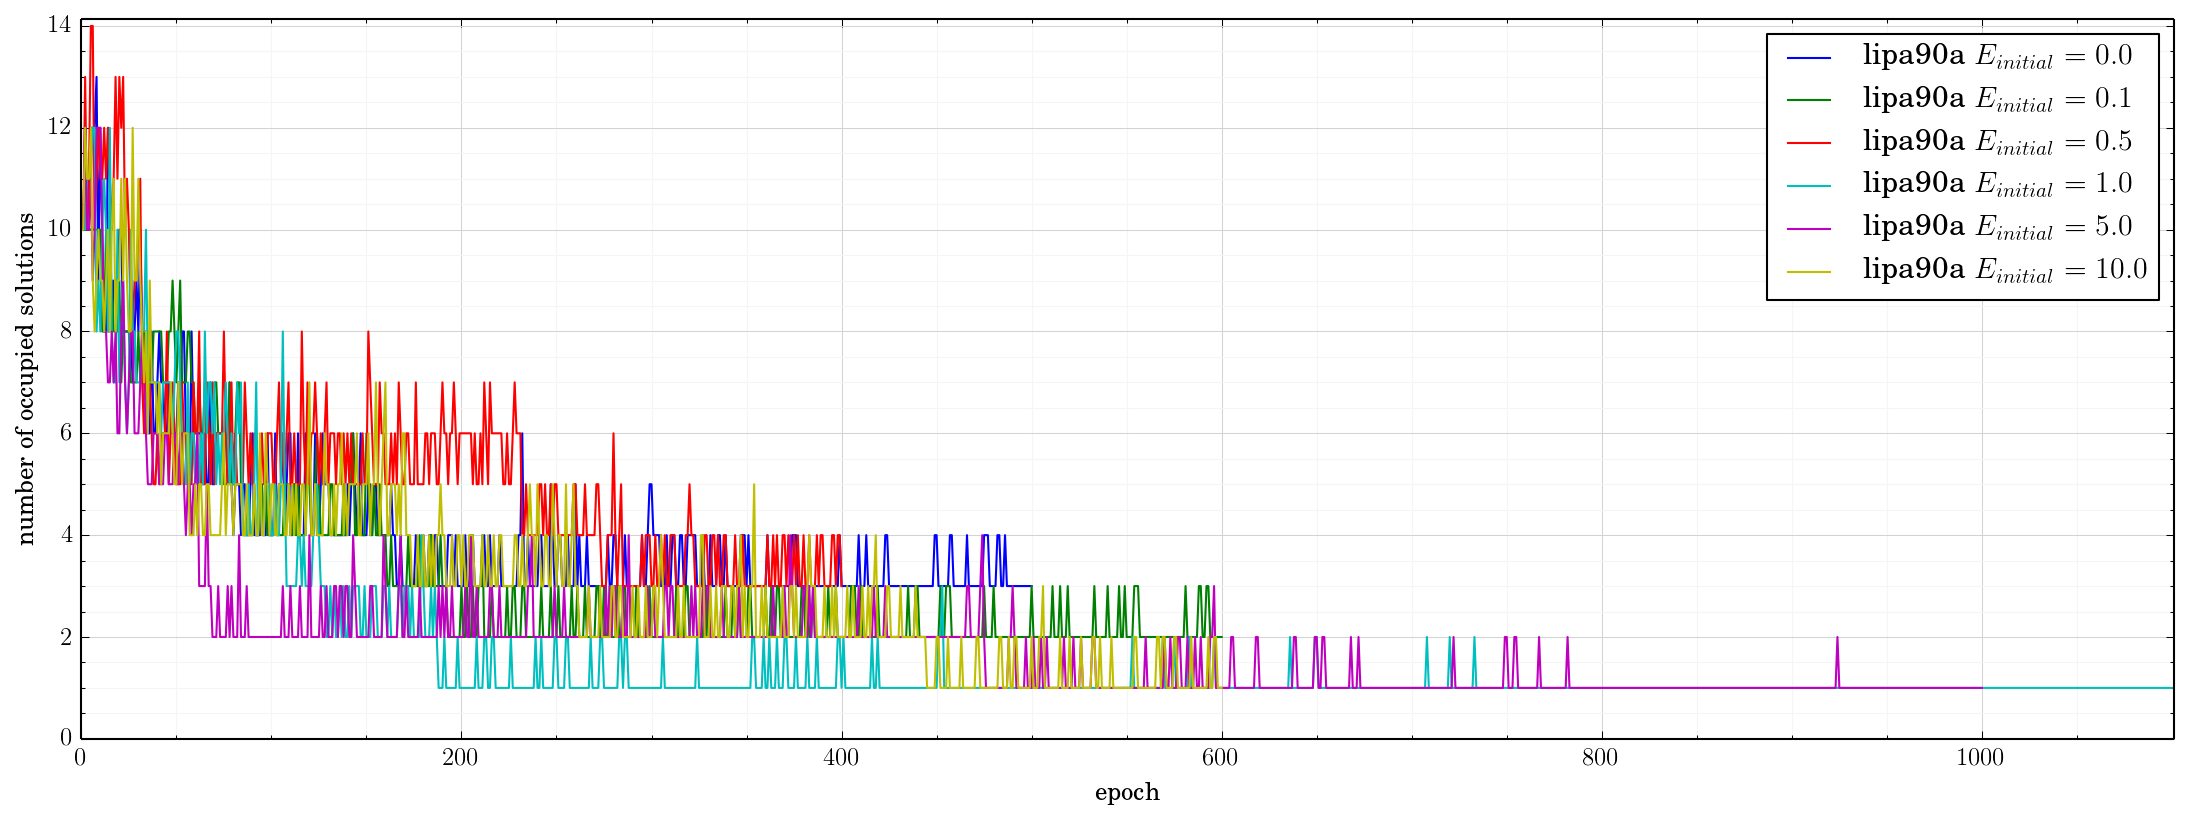 14
12
10
8
6
4
2
0
number of occupied solutions
0 200 400 600 800 1000
epoch
lipa90a E_initial = 0.0
lipa90a E_initial = 0.1
lipa90a E_initial = 0.5
lipa90a E_initial = 1.0
lipa90a E_initial = 5.0
lipa90a E_initial = 10.0